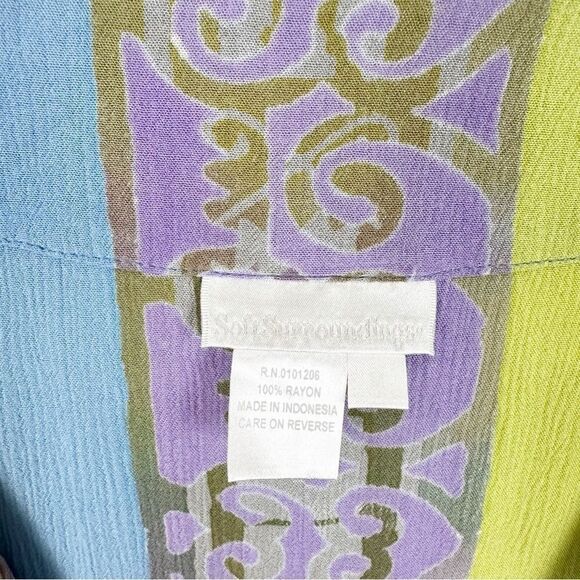 Soft Surroundings®
R.N.0101206
100% RAYON
MADE IN INDONESIA
CARE ON REVERSE